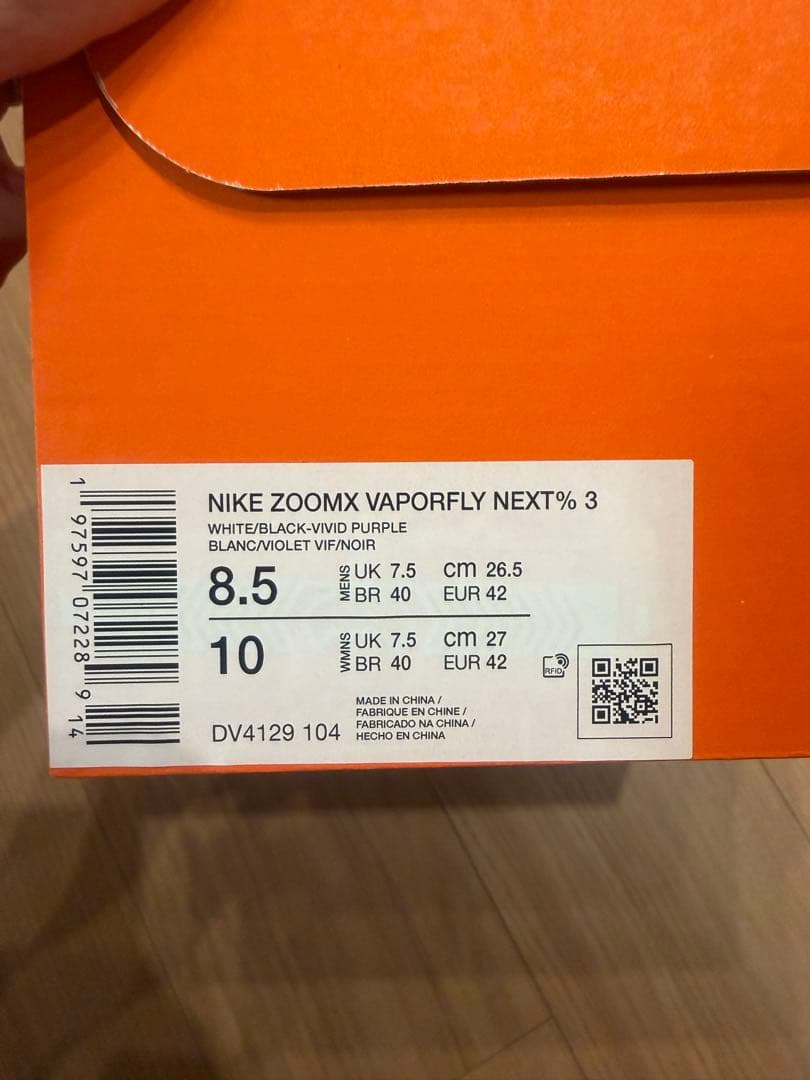 NIKE ZOOMX VAPORFLY NEXT% 3
WHITE/BLACK-VIVID PURPLE
BLANC/VIOLET VIF/NOIR
8.5 MENS UK 7.5 cm 26.5
BR 40 EUR 42
10 WMNS UK 7.5 cm 27
BR 40 EUR 42
RFID
DV4129 104
MADE IN CHINA /
FABRIQUE EN CHINE /
FABRICADO NA CHINA /
HECHO EN CHINA
1 97597 07228 9 14